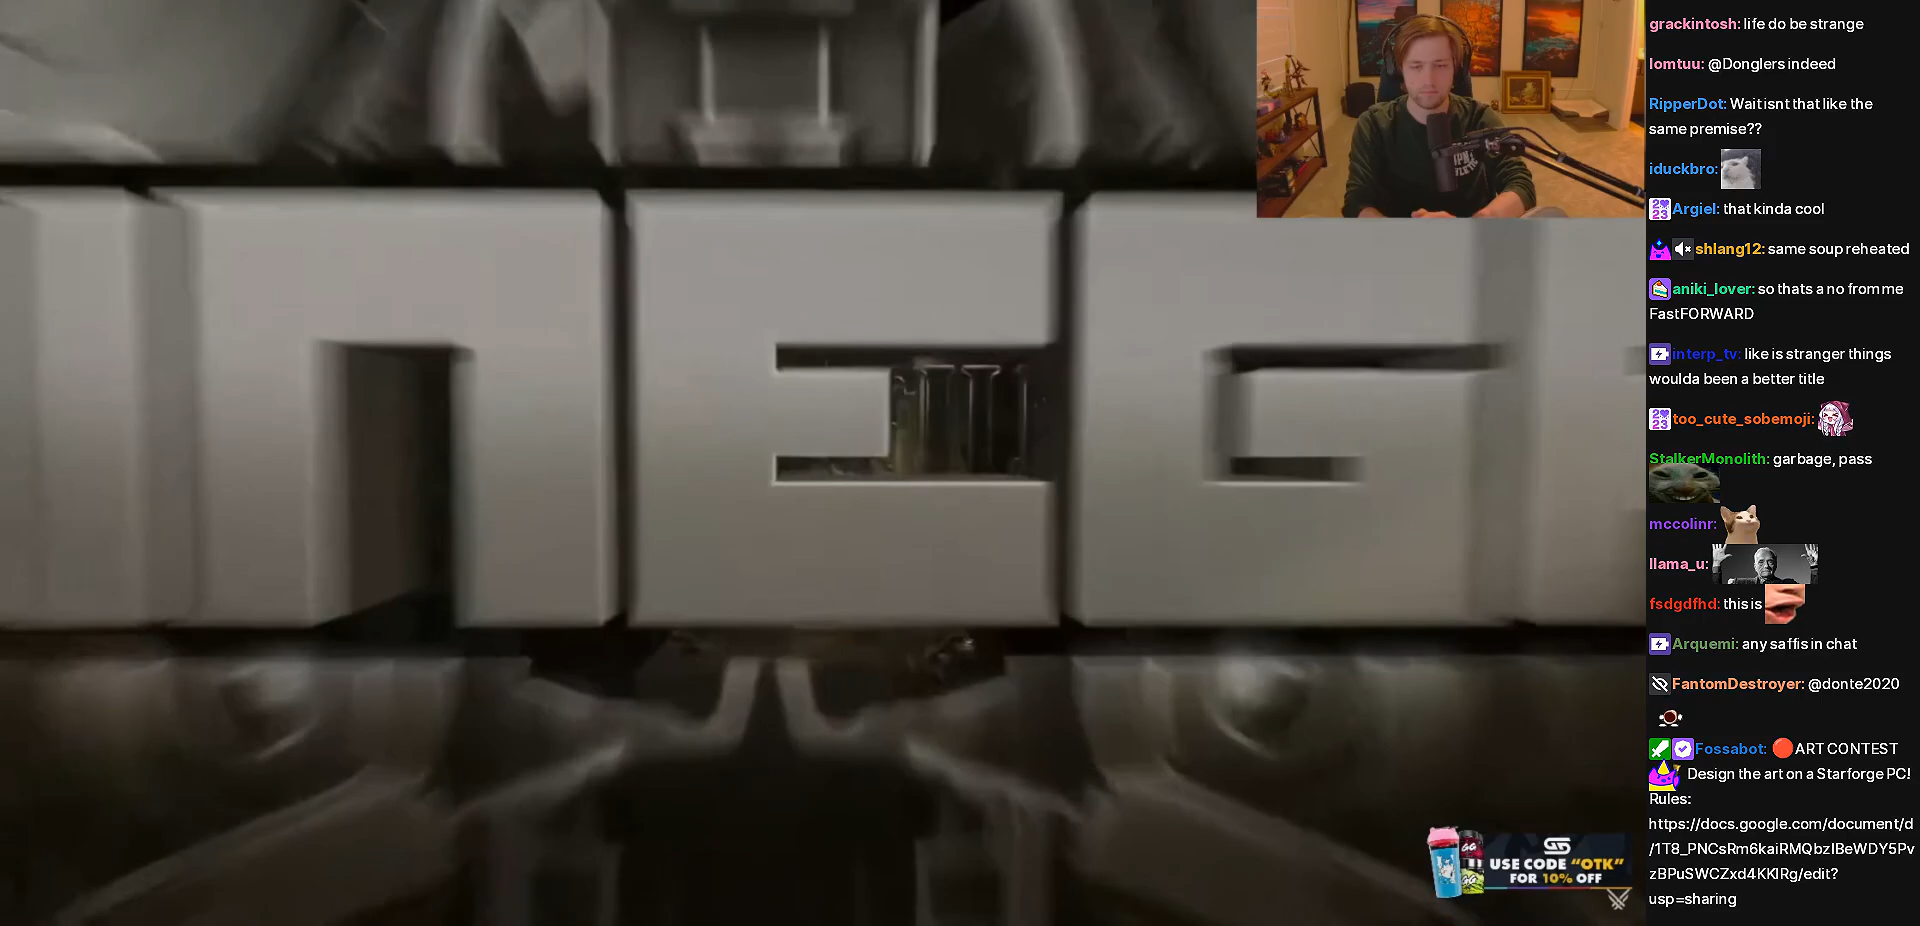 NEG
grackintosh: life do be strange
lomtuu: @Donglers indeed
RipperDot: Wait isnt that like the
same premise??
iduckbro:
Argiel: that kinda cool
shlang12: same soup reheated
aniki_lover: so thats a no from me
FastFORWARD
interp_tv: like is stranger things
woulda been a better title
too_cute_sobemoji:
StalkerMonolith: garbage, pass
mccolinr:
llama_u:
fsdgdfhd: this is
Arquemi: any saffis in chat
FantomDestroyer: @donte2020
Fossabot: ART CONTEST
Design the art on a Starforge PC!
Rules:
https://docs.google.com/document/d
/1T8_PNCsRm6kaiRMQbzIBeWDY5Pv
zBPuSWCZxd4KKIRg/edit?
usp=sharing
GG
USE CODE "OTK"
FOR 10% OFF